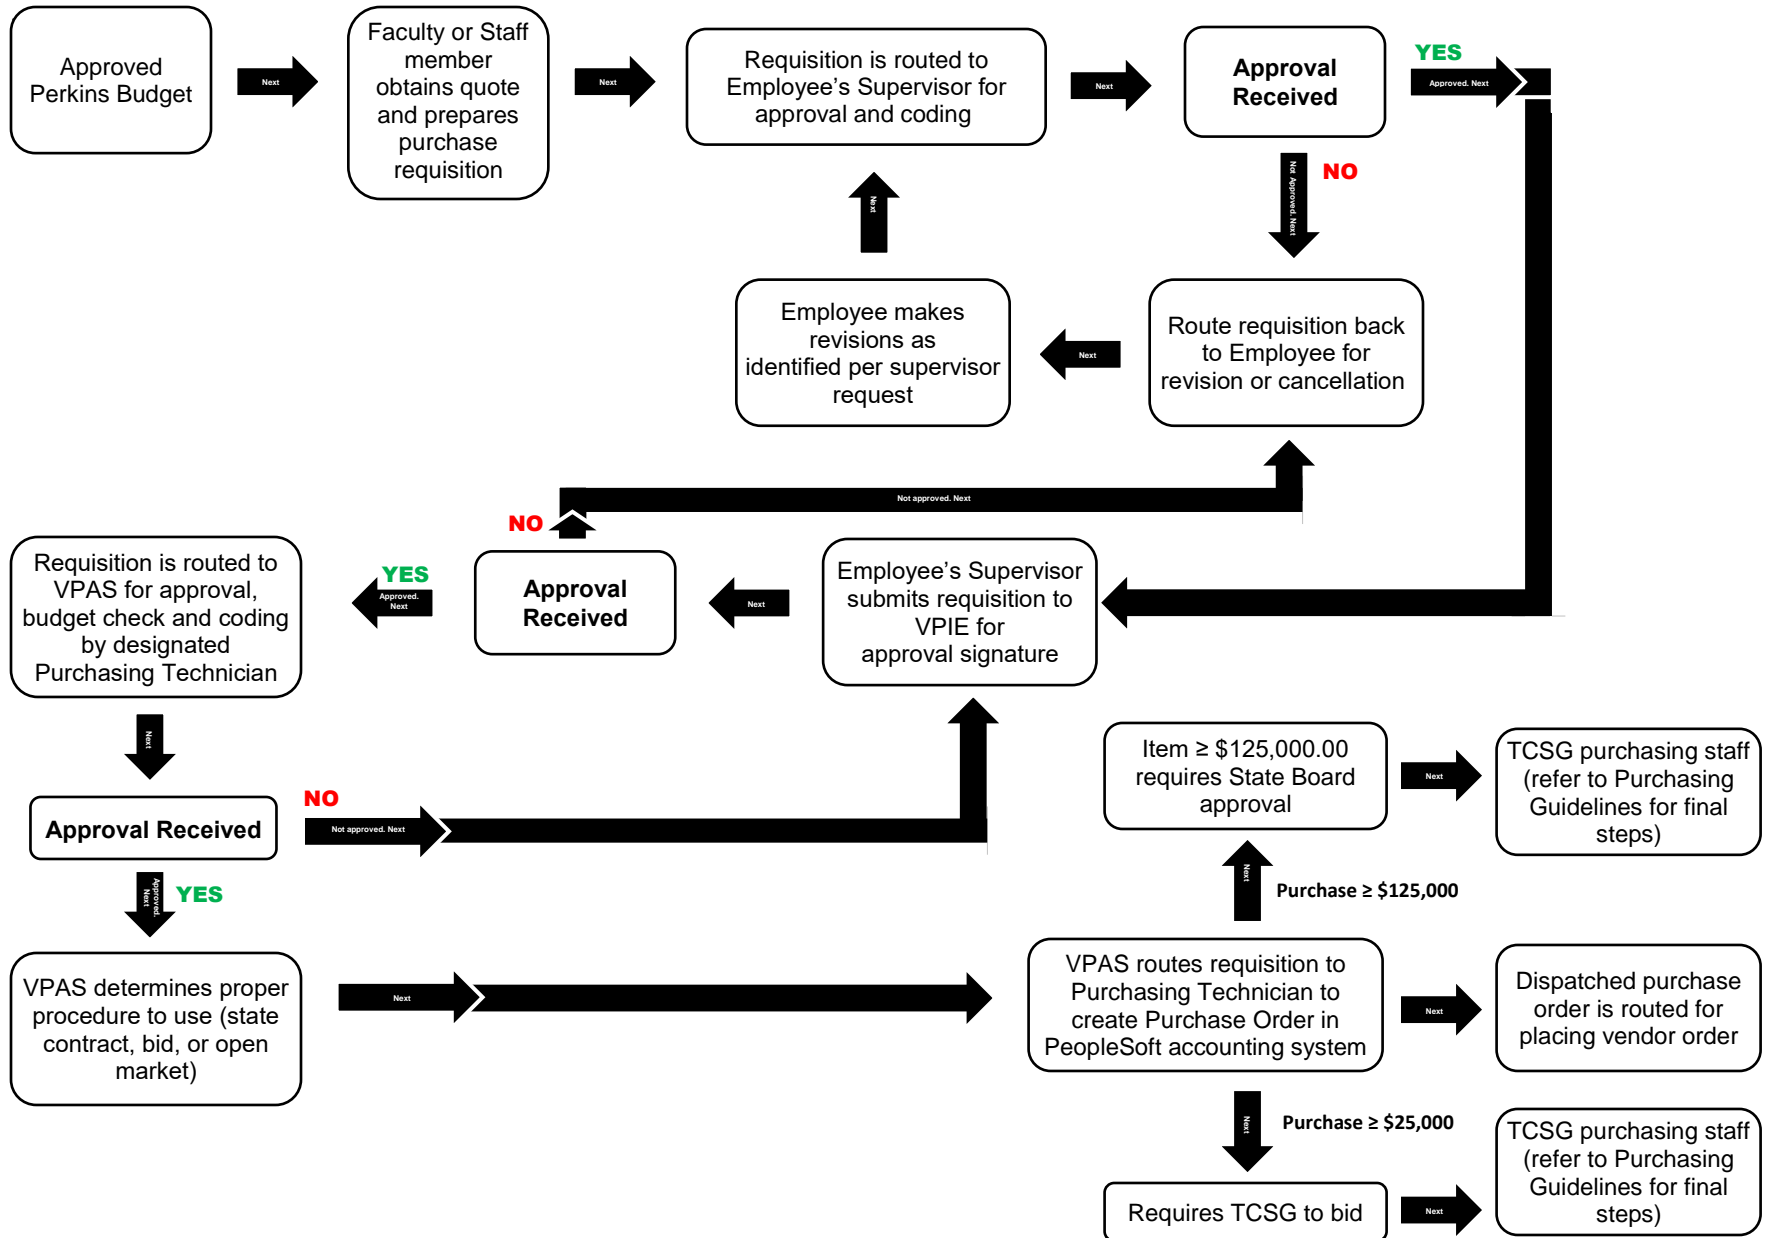 Approved
Perkins Budget
Next
Faculty or Staff
member
obtains quote
and prepares
purchase
requisition
Next
Requisition is routed to
Employee’s Supervisor for
approval and coding
Next
Approval
Received
YES
Approved. Next
NO
Not Approved. Next
Route requisition back
to Employee for
revision or cancellation
Next
Employee makes
revisions as
identified per supervisor
request
Next
Employee’s Supervisor
submits requisition to
VPIE for
approval signature
Next
Approval
Received
NO
Not approved. Next
YES
Approved.
Next
Requisition is routed to
VPAS for approval,
budget check and coding
by designated
Purchasing Technician
Next
Approval Received
NO
Not approved. Next
YES
Approved.
Next
VPAS determines proper
procedure to use (state
contract, bid, or open
market)
Next
VPAS routes requisition to
Purchasing Technician to
create Purchase Order in
PeopleSoft accounting system
Next
Purchase ≥ $125,000
Item ≥ $125,000.00
requires State Board
approval
Next
TCSG purchasing staff
(refer to Purchasing
Guidelines for final
steps)
Next
Dispatched purchase
order is routed for
placing vendor order
Next
Purchase ≥ $25,000
Requires TCSG to bid
Next
TCSG purchasing staff
(refer to Purchasing
Guidelines for final
steps)